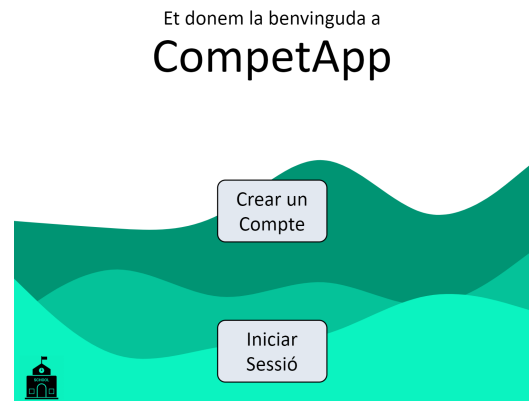 Et donem la benvinguda a
CompetApp
Crear un
Compte
Iniciar
Sessió
SCHOOL